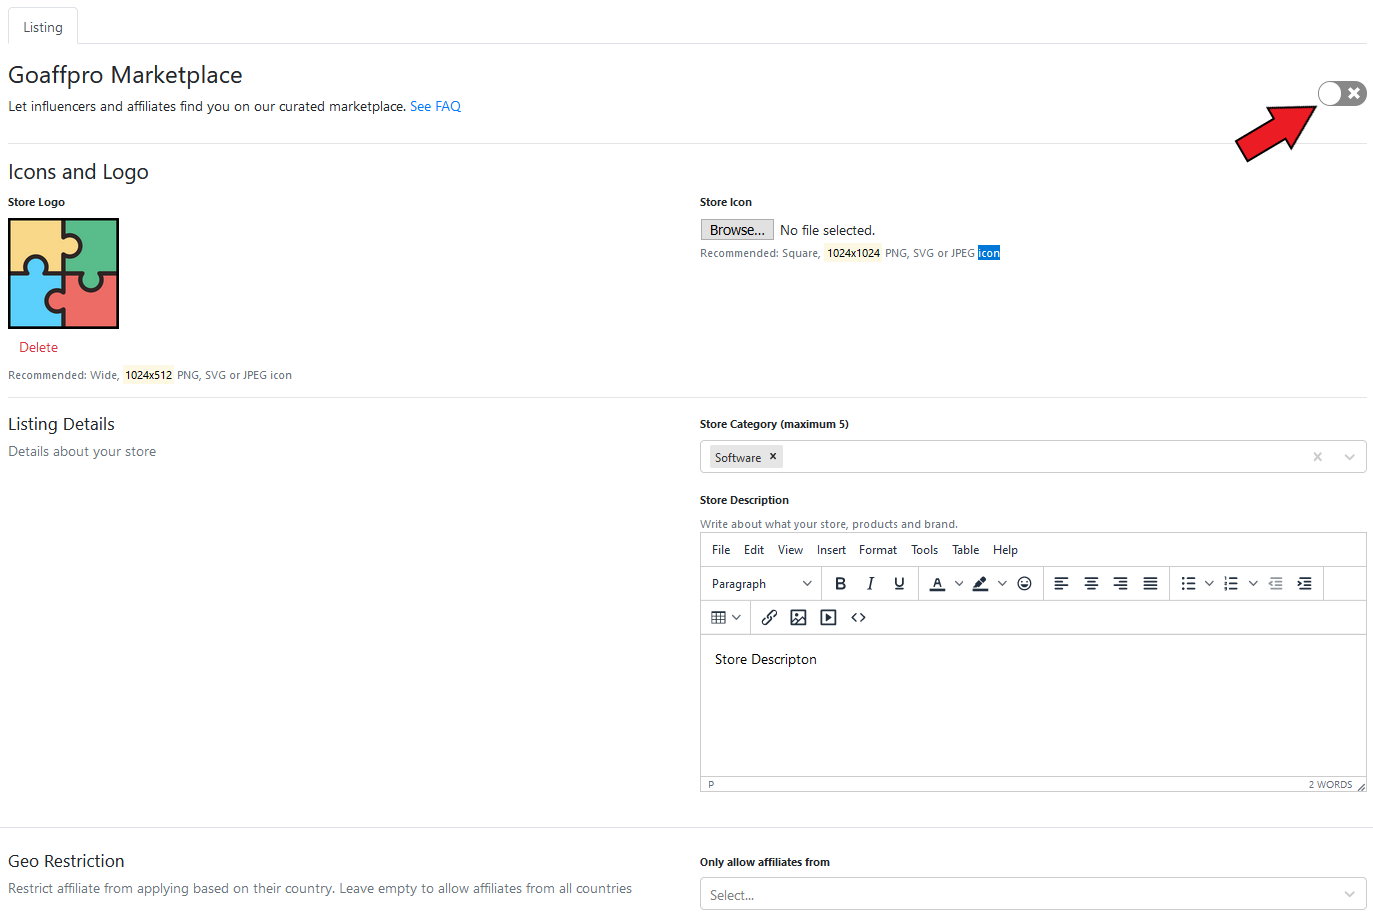 Listing
Goaffpro Marketplace
Let influencers and affiliates find you on our curated marketplace. See FAQ
Icons and Logo
Store Logo
Delete
Recommended: Wide, 1024x512 PNG, SVG or JPEG icon
Store Icon
Browse... No file selected.
Recommended: Square, 1024x1024 PNG, SVG or JPEG icon
Listing Details
Details about your store
Store Category (maximum 5)
Software
Store Description
Write about what your store, products and brand.
File Edit View Insert Format Tools Table Help
Paragraph B I U A
Store Descripton
P 2 WORDS
Geo Restriction
Restrict affiliate from applying based on their country. Leave empty to allow affiliates from all countries
Only allow affiliates from
Select...